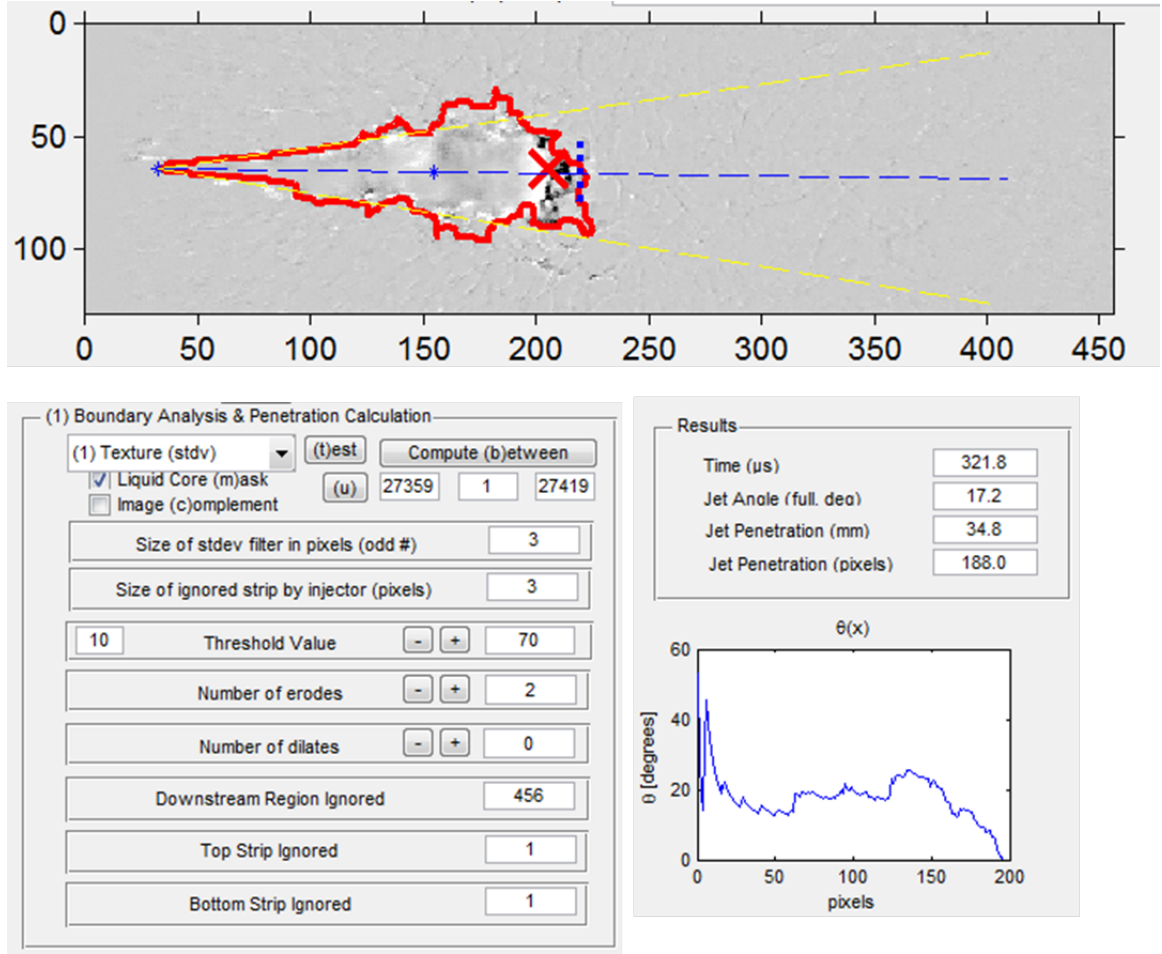 0
50
100
0 50 100 150 200 250 300 350 400 450
(1) Boundary Analysis & Penetration Calculation
(1) Texture (stdv) (t)est Compute (b)etween
Liquid Core (m)ask (u) 27359 1 27419
Image (c)omplement
Size of stdev filter in pixels (odd #) 3
Size of ignored strip by injector (pixels) 3
10 Threshold Value - + 70
Number of erodes - + 2
Number of dilates - + 0
Downstream Region Ignored 456
Top Strip Ignored 1
Bottom Strip Ignored 1
Results
Time (µs) 321.8
Jet Angle (full. deg) 17.2
Jet Penetration (mm) 34.8
Jet Penetration (pixels) 188.0
θ(x)
60
40
20
0
θ [degrees]
0 50 100 150 200
pixels